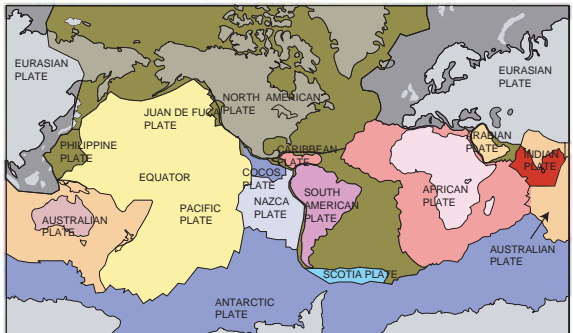 EURASIAN
PLATE
EURASIAN
PLATE
NORTH AMERICAN
PLATE
JUAN DE FUCA
PLATE
PHILIPPINE
PLATE
CARIBBEAN
PLATE
ARABIAN
PLATE
INDIAN
PLATE
EQUATOR
COCOS
PLATE
NAZCA
PLATE
SOUTH
AMERICAN
PLATE
AFRICAN
PLATE
PACIFIC
PLATE
AUSTRALIAN
PLATE
AUSTRALIAN
PLATE
SCOTIA PLATE
ANTARCTIC
PLATE